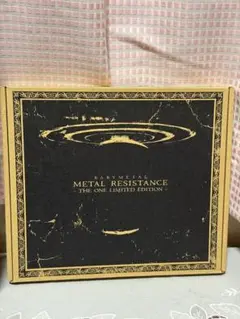 BABYMETAL
METAL RESISTANCE
- THE ONE LIMITED EDITION -